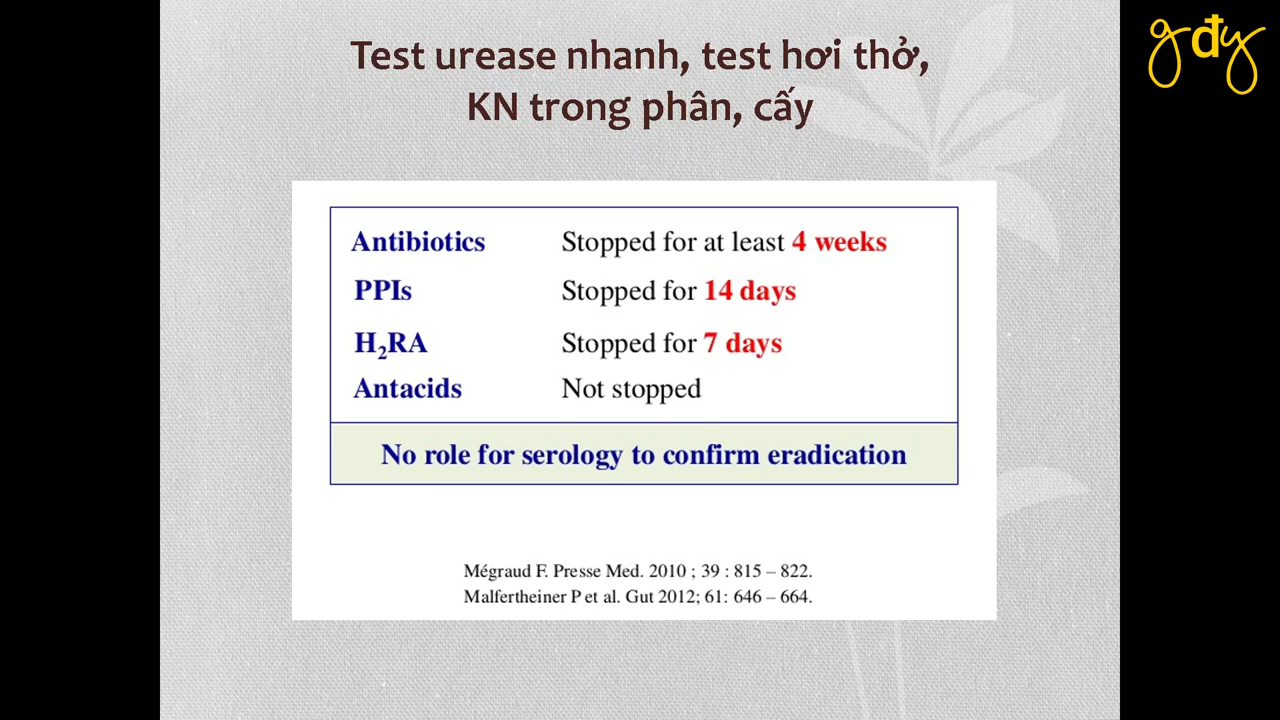 gđy
Test urease nhanh, test hơi thở,
KN trong phân, cấy
Antibiotics Stopped for at least 4 weeks
PPIs Stopped for 14 days
H₂RA Stopped for 7 days
Antacids Not stopped
No role for serology to confirm eradication
Mégraud F. Presse Med. 2010 ; 39 : 815 – 822.
Malfertheiner P et al. Gut 2012; 61: 646 – 664.